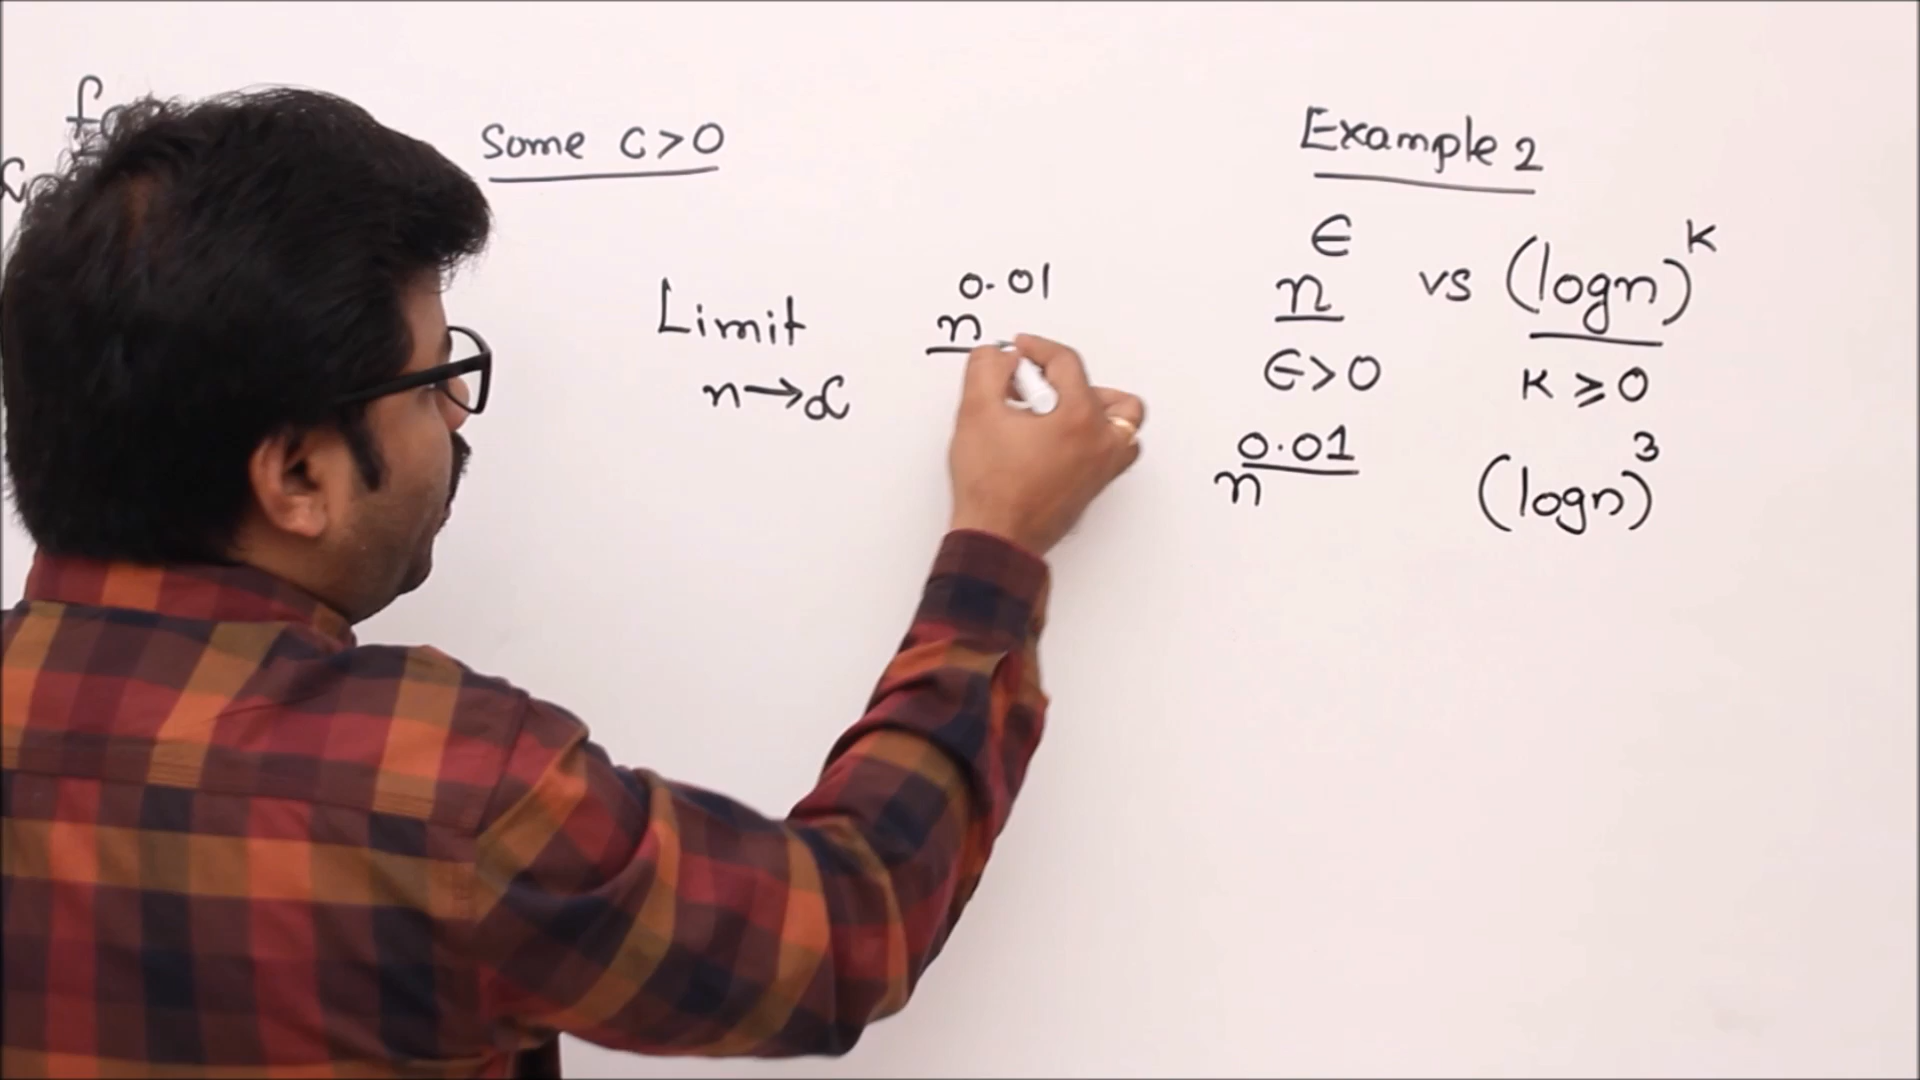 Some C>0
Limit
n→∞
n^0.01
Example 2
n^∈ vs (logn)^k
∈>0 k ≥ 0
n^0.01 (logn)^3